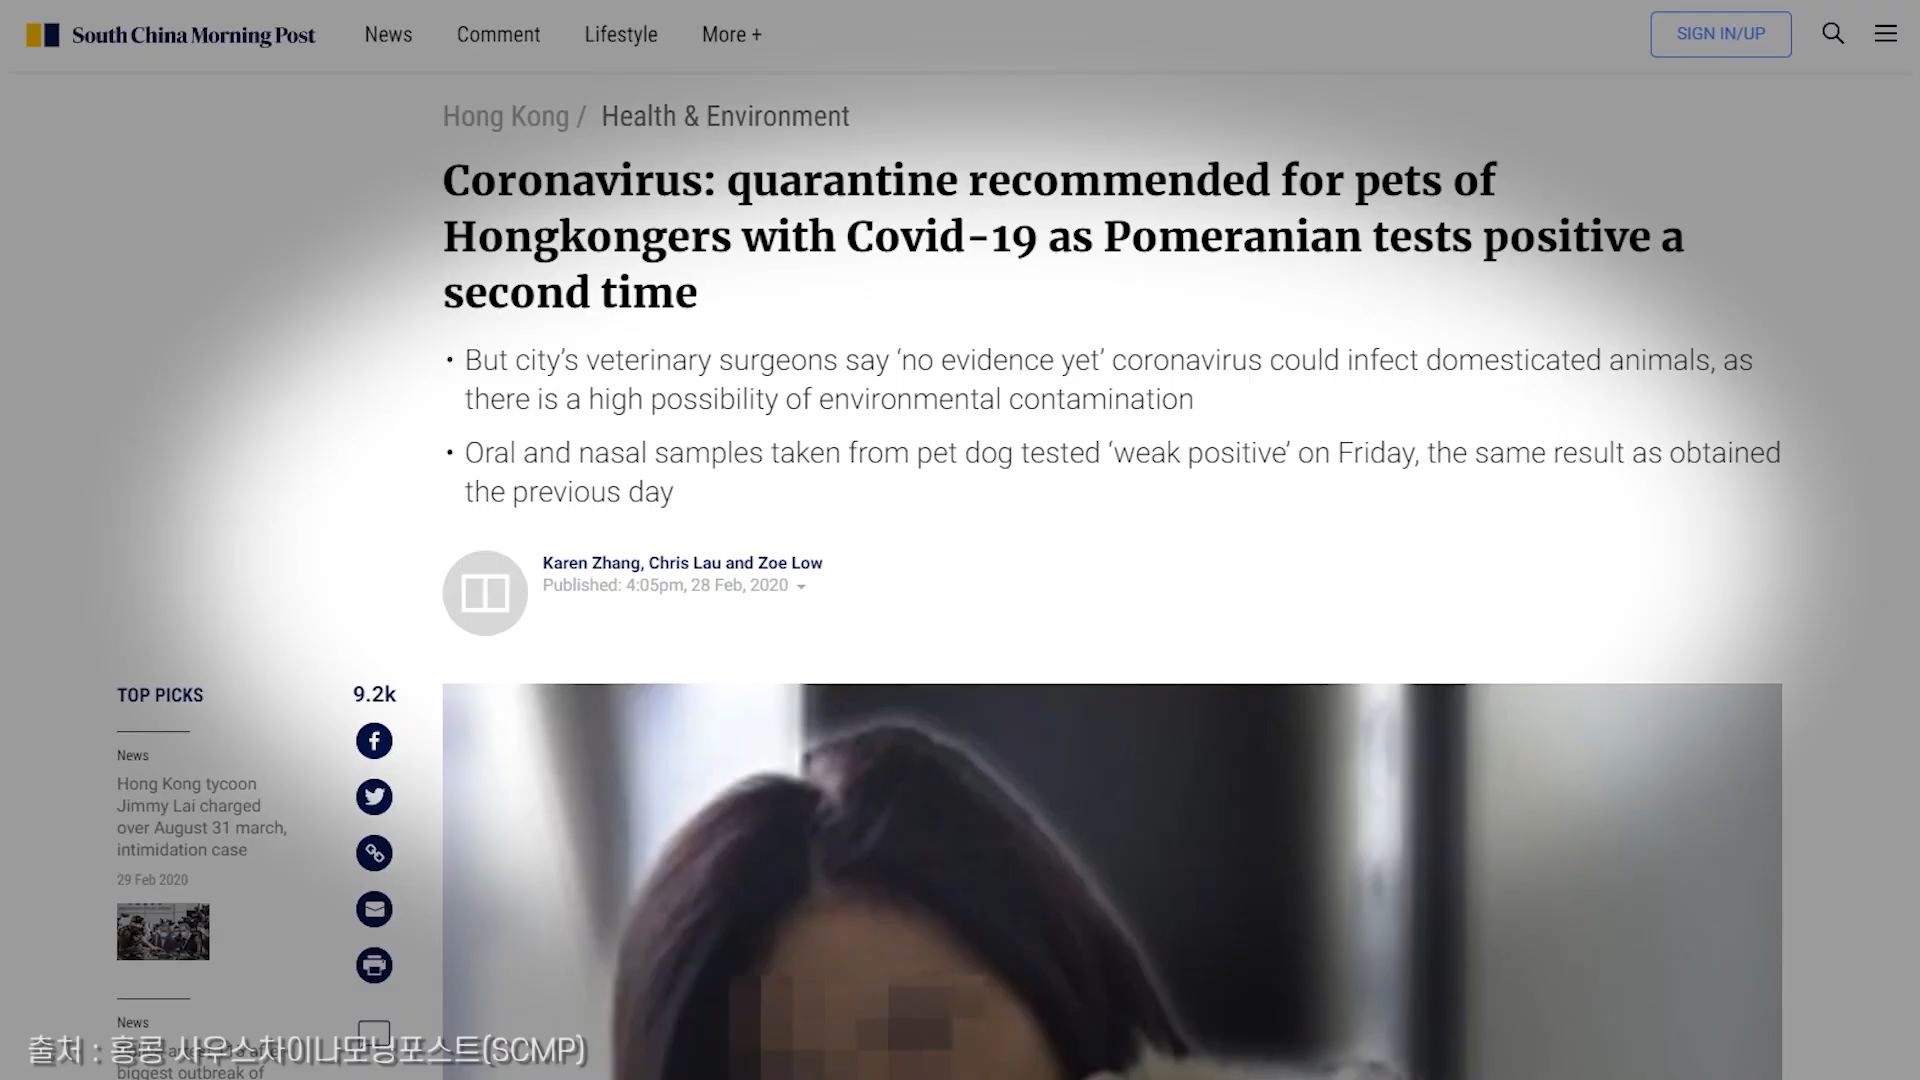 South China Morning Post
News
Comment
Lifestyle
More +
SIGN IN/UP
Hong Kong / Health & Environment
Coronavirus: quarantine recommended for pets of
Hongkongers with Covid-19 as Pomeranian tests positive a
second time
• But city’s veterinary surgeons say ‘no evidence yet’ coronavirus could infect domesticated animals, as
there is a high possibility of environmental contamination
• Oral and nasal samples taken from pet dog tested ‘weak positive’ on Friday, the same result as obtained
the previous day
Karen Zhang, Chris Lau and Zoe Low
Published: 4:05pm, 28 Feb, 2020
TOP PICKS
9.2k
News
Hong Kong tycoon
Jimmy Lai charged
over August 31 march,
intimidation case
29 Feb 2020
News
biggest outbreak of
출처 : 홍콩 사우스차이나모닝포스트(SCMP)